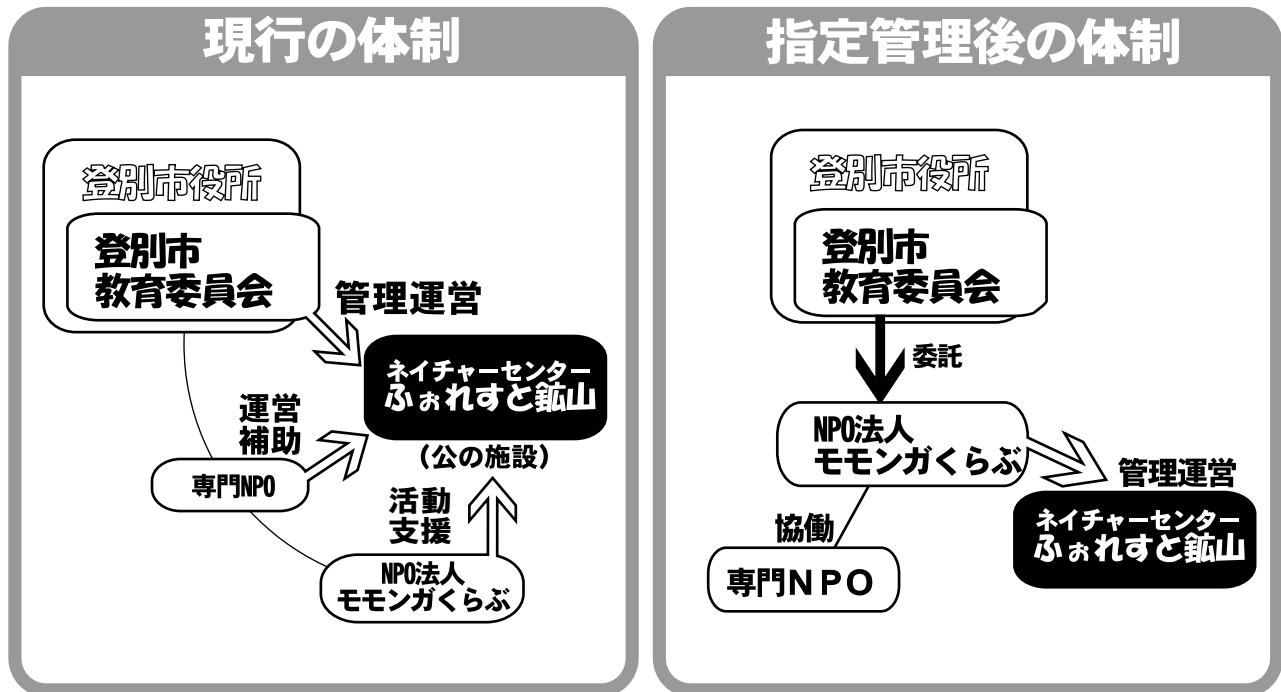 現行の体制
登別市役所
登別市
教育委員会
管理運営
ネイチャーセンター
ふぉれすと鉱山
(公の施設)
運営
補助
専門NPO
活動
支援
NPO法人
モモンガくらぶ
指定管理後の体制
登別市役所
登別市
教育委員会
委託
NPO法人
モモンガくらぶ
管理運営
ネイチャーセンター
ふぉれすと鉱山
協働
専門NPO